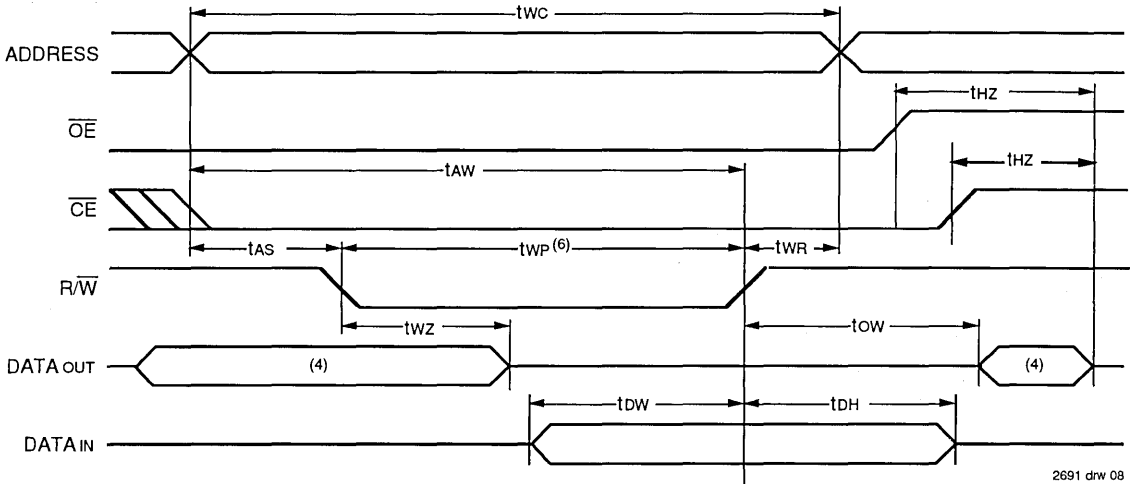 tWC
ADDRESS
tHZ
OE
tAW
tHZ
CE
tAS
tWP(6)
tWR
R/W
tWZ
tOW
DATA OUT
(4)
(4)
tDW
tDH
DATA IN
2691 drw 08